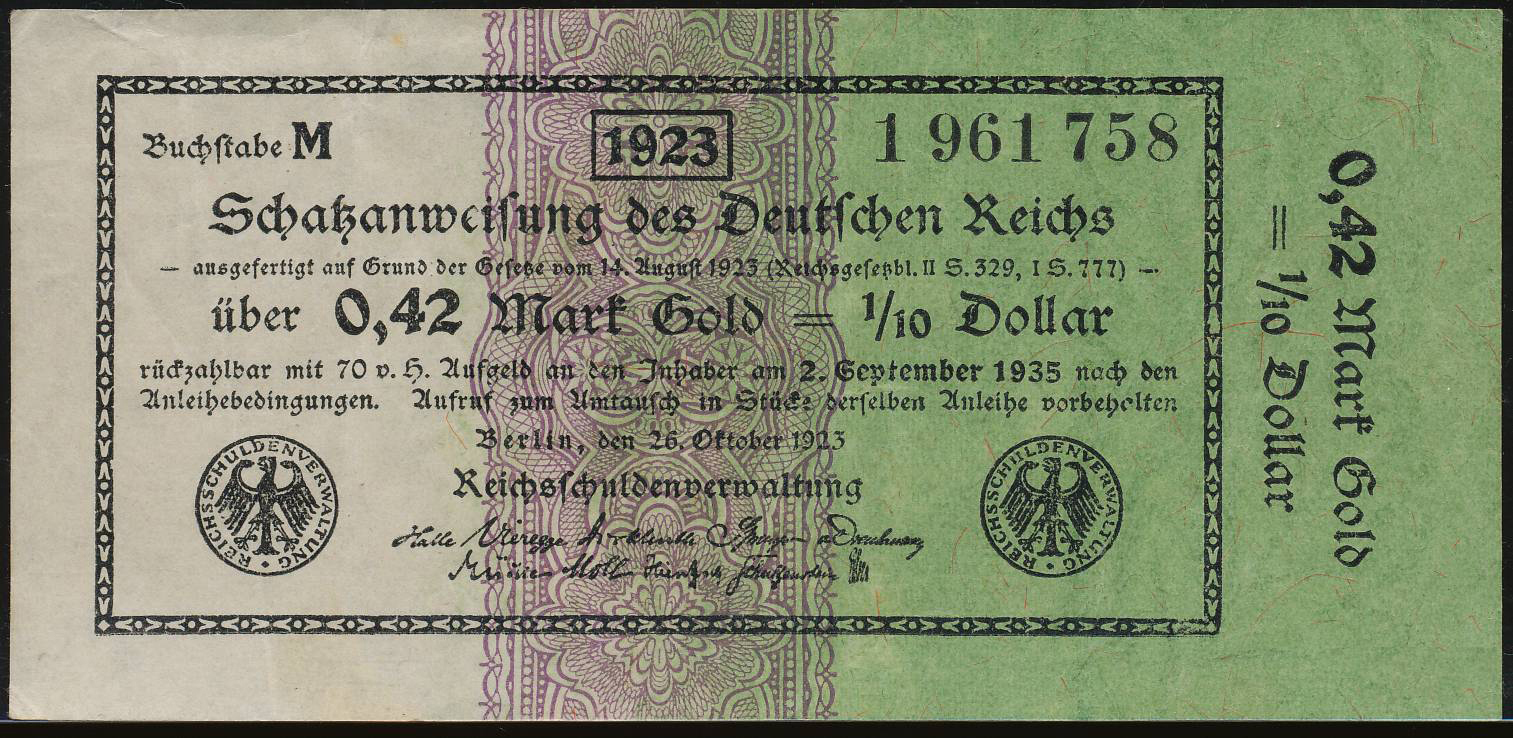 Buchstabe M
1923
1 961 758
Schatzanweisung des Deutschen Reichs
— ausgefertigt auf Grund der Gesetze vom 14. August 1923 (Reichsgesetzbl. II S. 329, I S. 777) —
über 0,42 Mark Gold = 1/10 Dollar
rückzahlbar mit 70 v. H. Aufgeld an den Inhaber am 2. September 1935 nach den
Anleihebedingungen. Aufruf zum Umtausch in Stücke derselben Anleihe vorbehalten
Berlin, den 26. Oktober 1923
Reichsschuldenverwaltung
Halle Vieregge
Moll
REICHSSCHULDENVERWALTUNG
REICHSSCHULDENVERWALTUNG
0,42 Mark Gold
= 1/10 Dollar